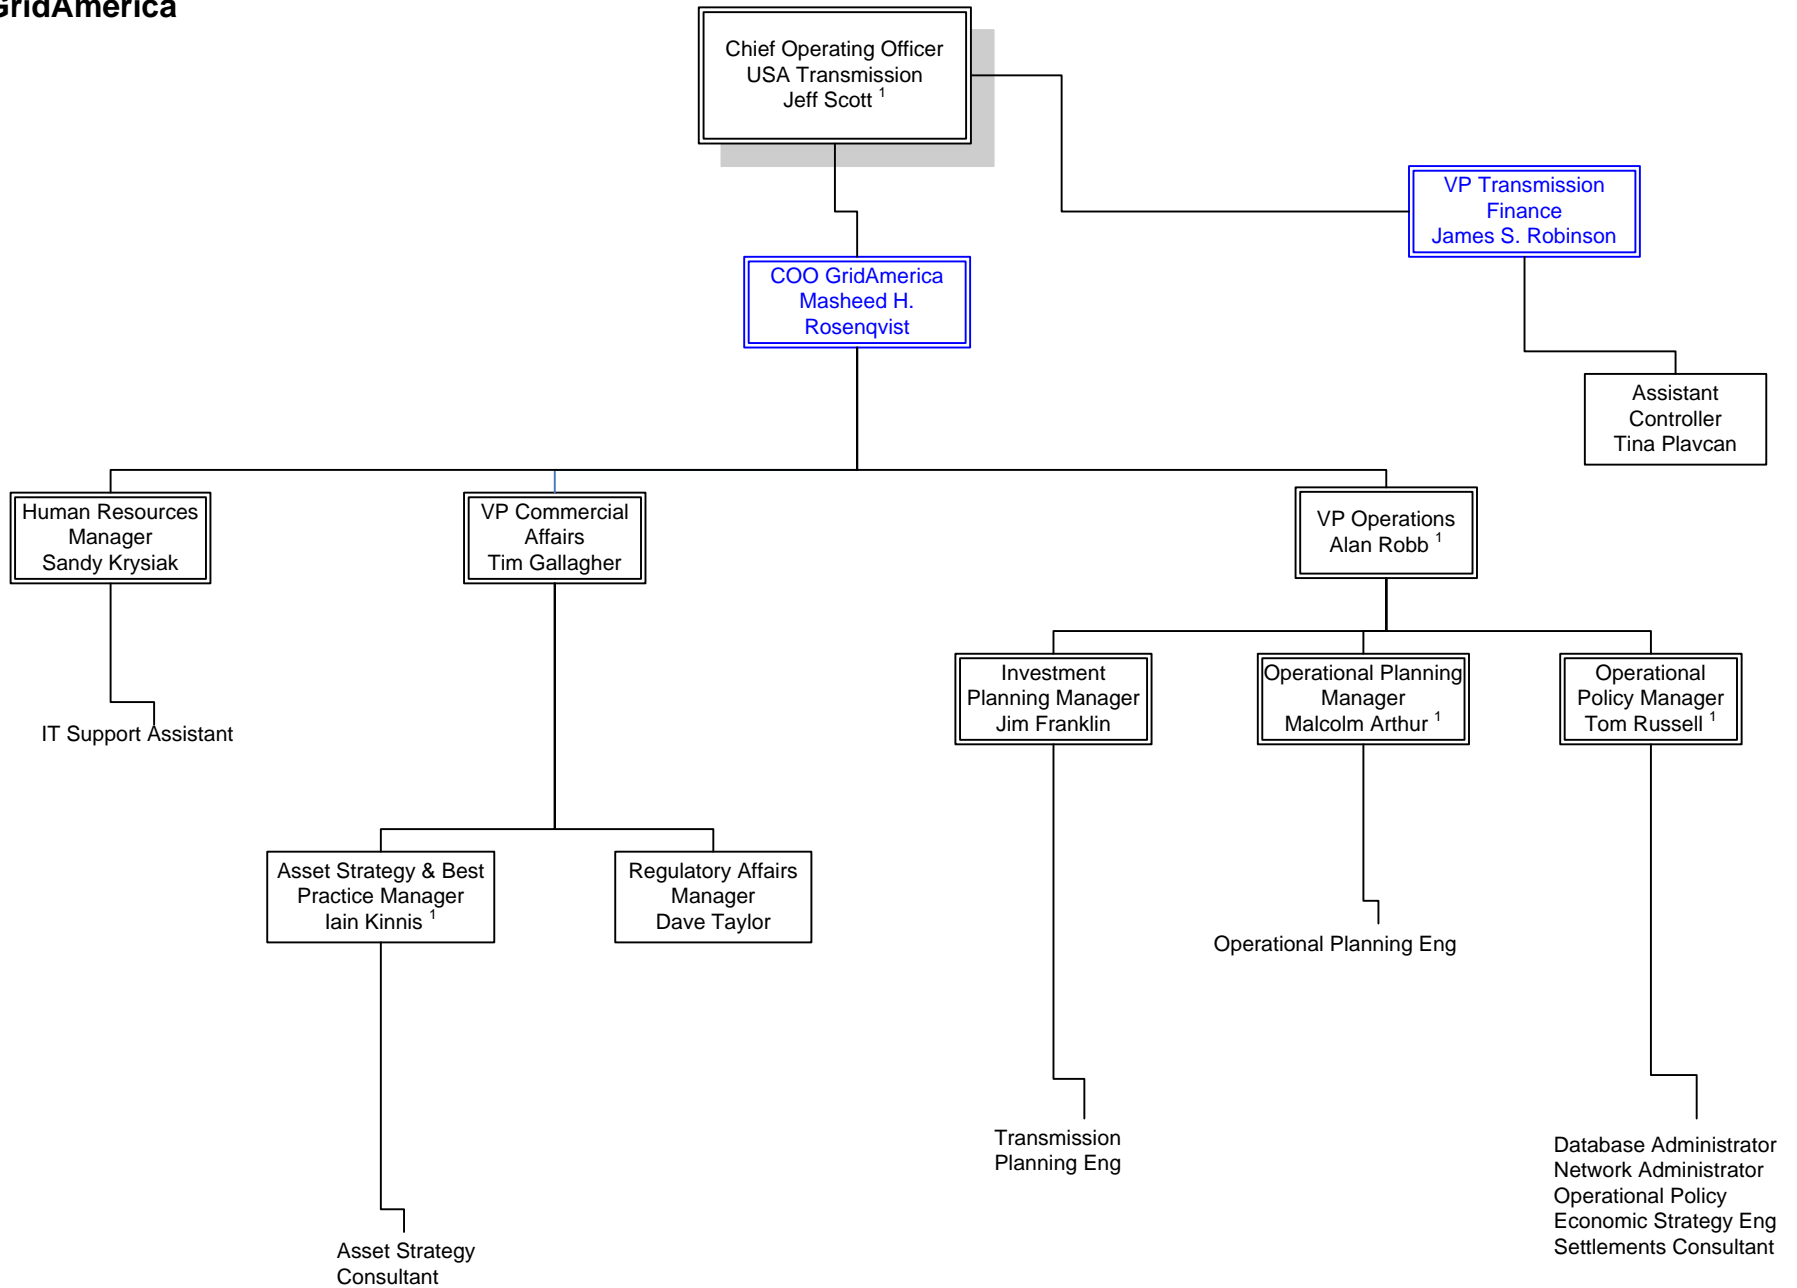 GridAmerica
Chief Operating Officer
USA Transmission
Jeff Scott ¹
VP Transmission
Finance
James S. Robinson
COO GridAmerica
Masheed H.
Rosenqvist
Assistant
Controller
Tina Plavcan
Human Resources
Manager
Sandy Krysiak
VP Commercial
Affairs
Tim Gallagher
VP Operations
Alan Robb ¹
Investment
Planning Manager
Jim Franklin
Operational Planning
Manager
Malcolm Arthur ¹
Operational
Policy Manager
Tom Russell ¹
IT Support Assistant
Asset Strategy & Best
Practice Manager
Iain Kinnis ¹
Regulatory Affairs
Manager
Dave Taylor
Operational Planning Eng
Transmission
Planning Eng
Database Administrator
Network Administrator
Operational Policy
Economic Strategy Eng
Settlements Consultant
Asset Strategy
Consultant